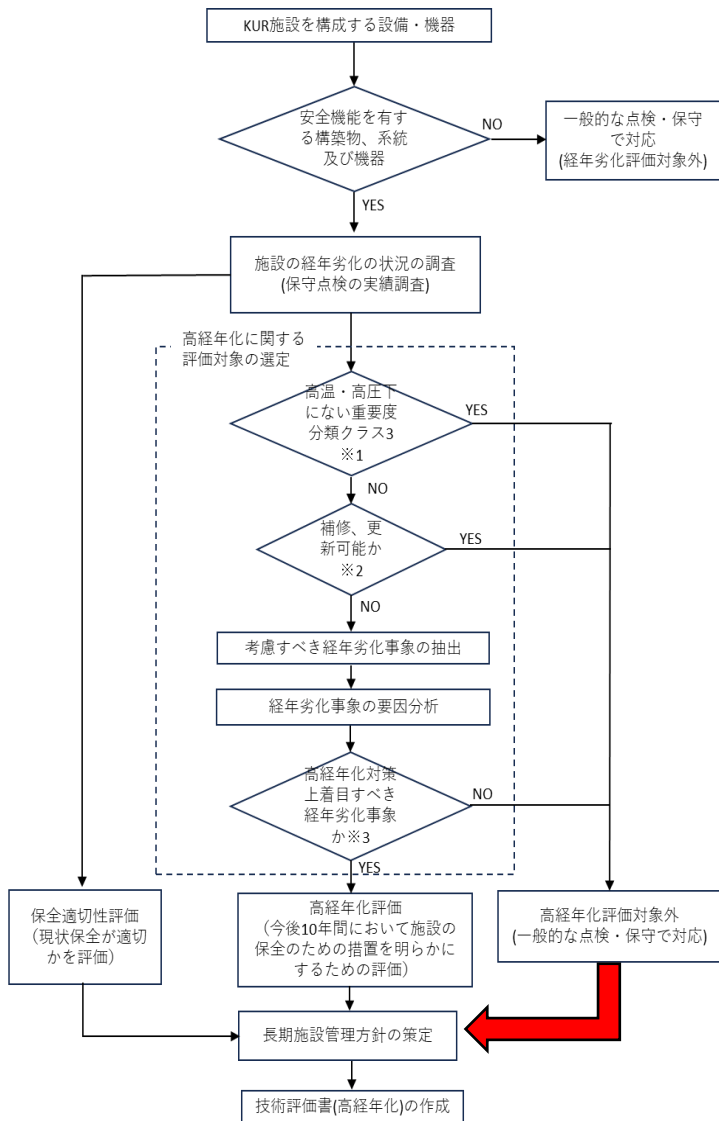 KUR施設を構成する設備・機器
安全機能を有す
る構築物、系統
及び機器
NO
一般的な点検・保守
で対応
(経年劣化評価対象外)
YES
施設の経年劣化の状況の調査
(保守点検の実績調査)
高経年化に関する
評価対象の選定
高温・高圧下
にない重要度
分類クラス3
※1
YES
NO
補修、更
新可能か
※2
YES
NO
考慮すべき経年劣化事象の抽出
経年劣化事象の要因分析
高経年化対策
上着目すべき
経年劣化事象
か※3
NO
YES
保全適切性評価
（現状保全が適切
かを評価）
高経年化評価
（今後10年間において施設の
保全のための措置を明らかに
するための評価）
高経年化評価対象外
(一般的な点検・保守で対応)
長期施設管理方針の策定
技術評価書(高経年化)の作成